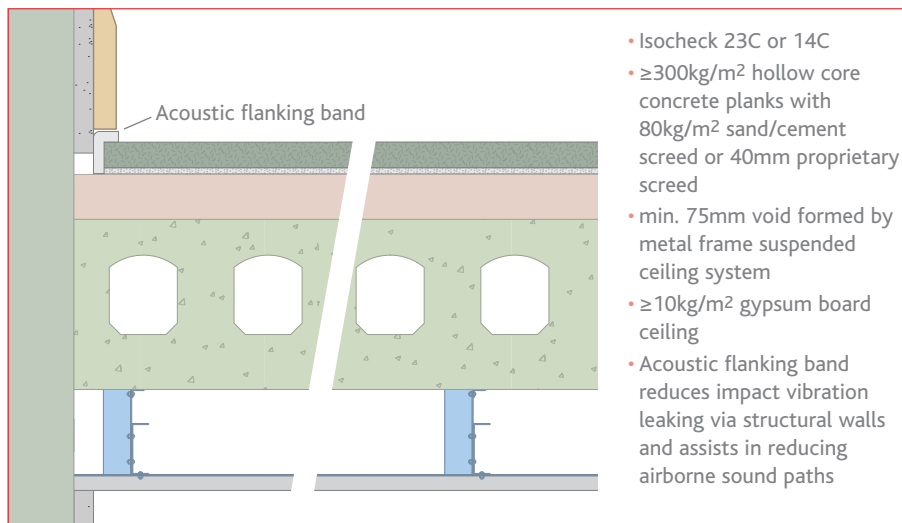 Acoustic flanking band
• Isocheck 23C or 14C
• ≥300kg/m2 hollow core
concrete planks with
80kg/m2 sand/cement
screed or 40mm proprietary
screed
• min. 75mm void formed by
metal frame suspended
ceiling system
• ≥10kg/m2 gypsum board
ceiling
• Acoustic flanking band
reduces impact vibration
leaking via structural walls
and assists in reducing
airborne sound paths